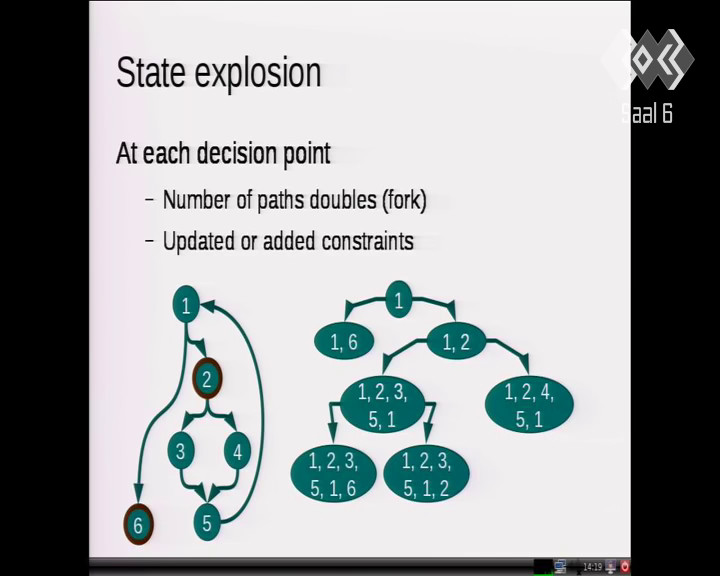 State explosion
Saal 6
At each decision point
– Number of paths doubles (fork)
– Updated or added constraints
1
2
3
4
5
6
1
1, 6
1, 2
1, 2, 3,
5, 1
1, 2, 4,
5, 1
1, 2, 3,
5, 1, 6
1, 2, 3,
5, 1, 2
14:19